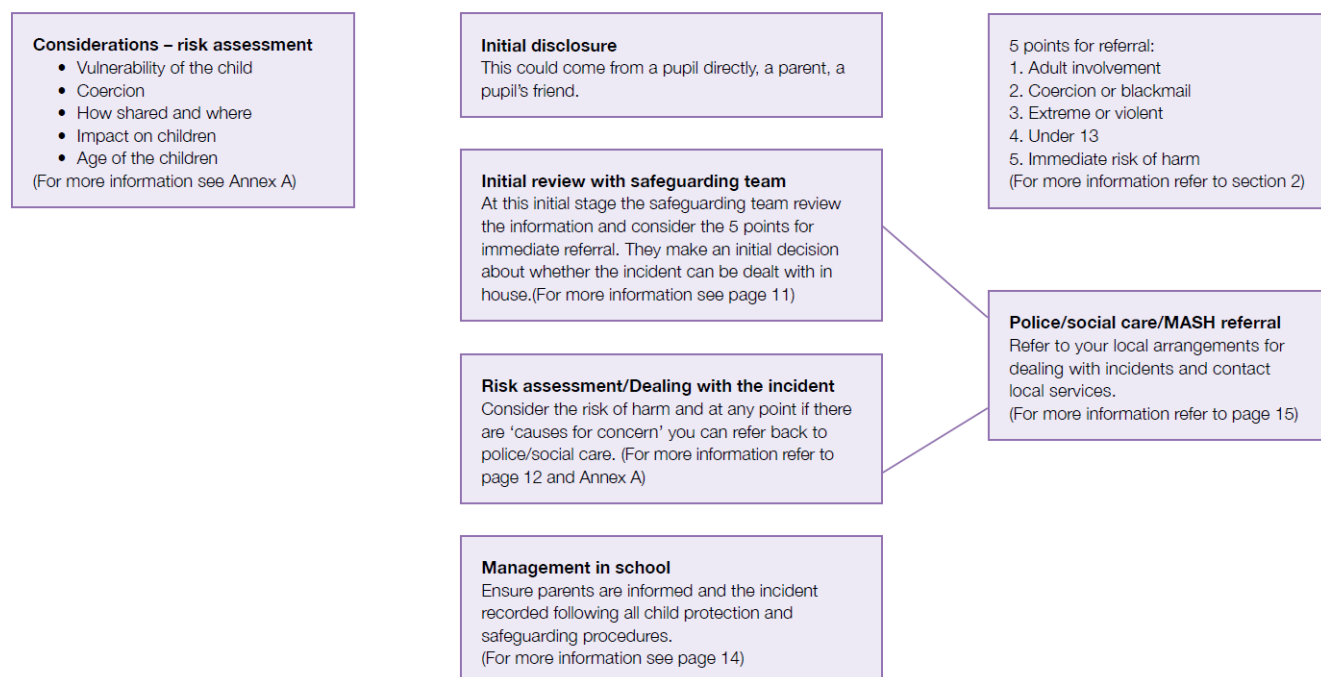 Considerations – risk assessment
• Vulnerability of the child
• Coercion
• How shared and where
• Impact on children
• Age of the children
(For more information see Annex A)
Initial disclosure
This could come from a pupil directly, a parent, a
pupil's friend.
Initial review with safeguarding team
At this initial stage the safeguarding team review
the information and consider the 5 points for
immediate referral. They make an initial decision
about whether the incident can be dealt with in
house.(For more information see page 11)
Risk assessment/Dealing with the incident
Consider the risk of harm and at any point if there
are 'causes for concern' you can refer back to
police/social care. (For more information refer to
page 12 and Annex A)
Management in school
Ensure parents are informed and the incident
recorded following all child protection and
safeguarding procedures.
(For more information see page 14)
5 points for referral:
1. Adult involvement
2. Coercion or blackmail
3. Extreme or violent
4. Under 13
5. Immediate risk of harm
(For more information refer to section 2)
Police/social care/MASH referral
Refer to your local arrangements for
dealing with incidents and contact
local services.
(For more information refer to page 15)